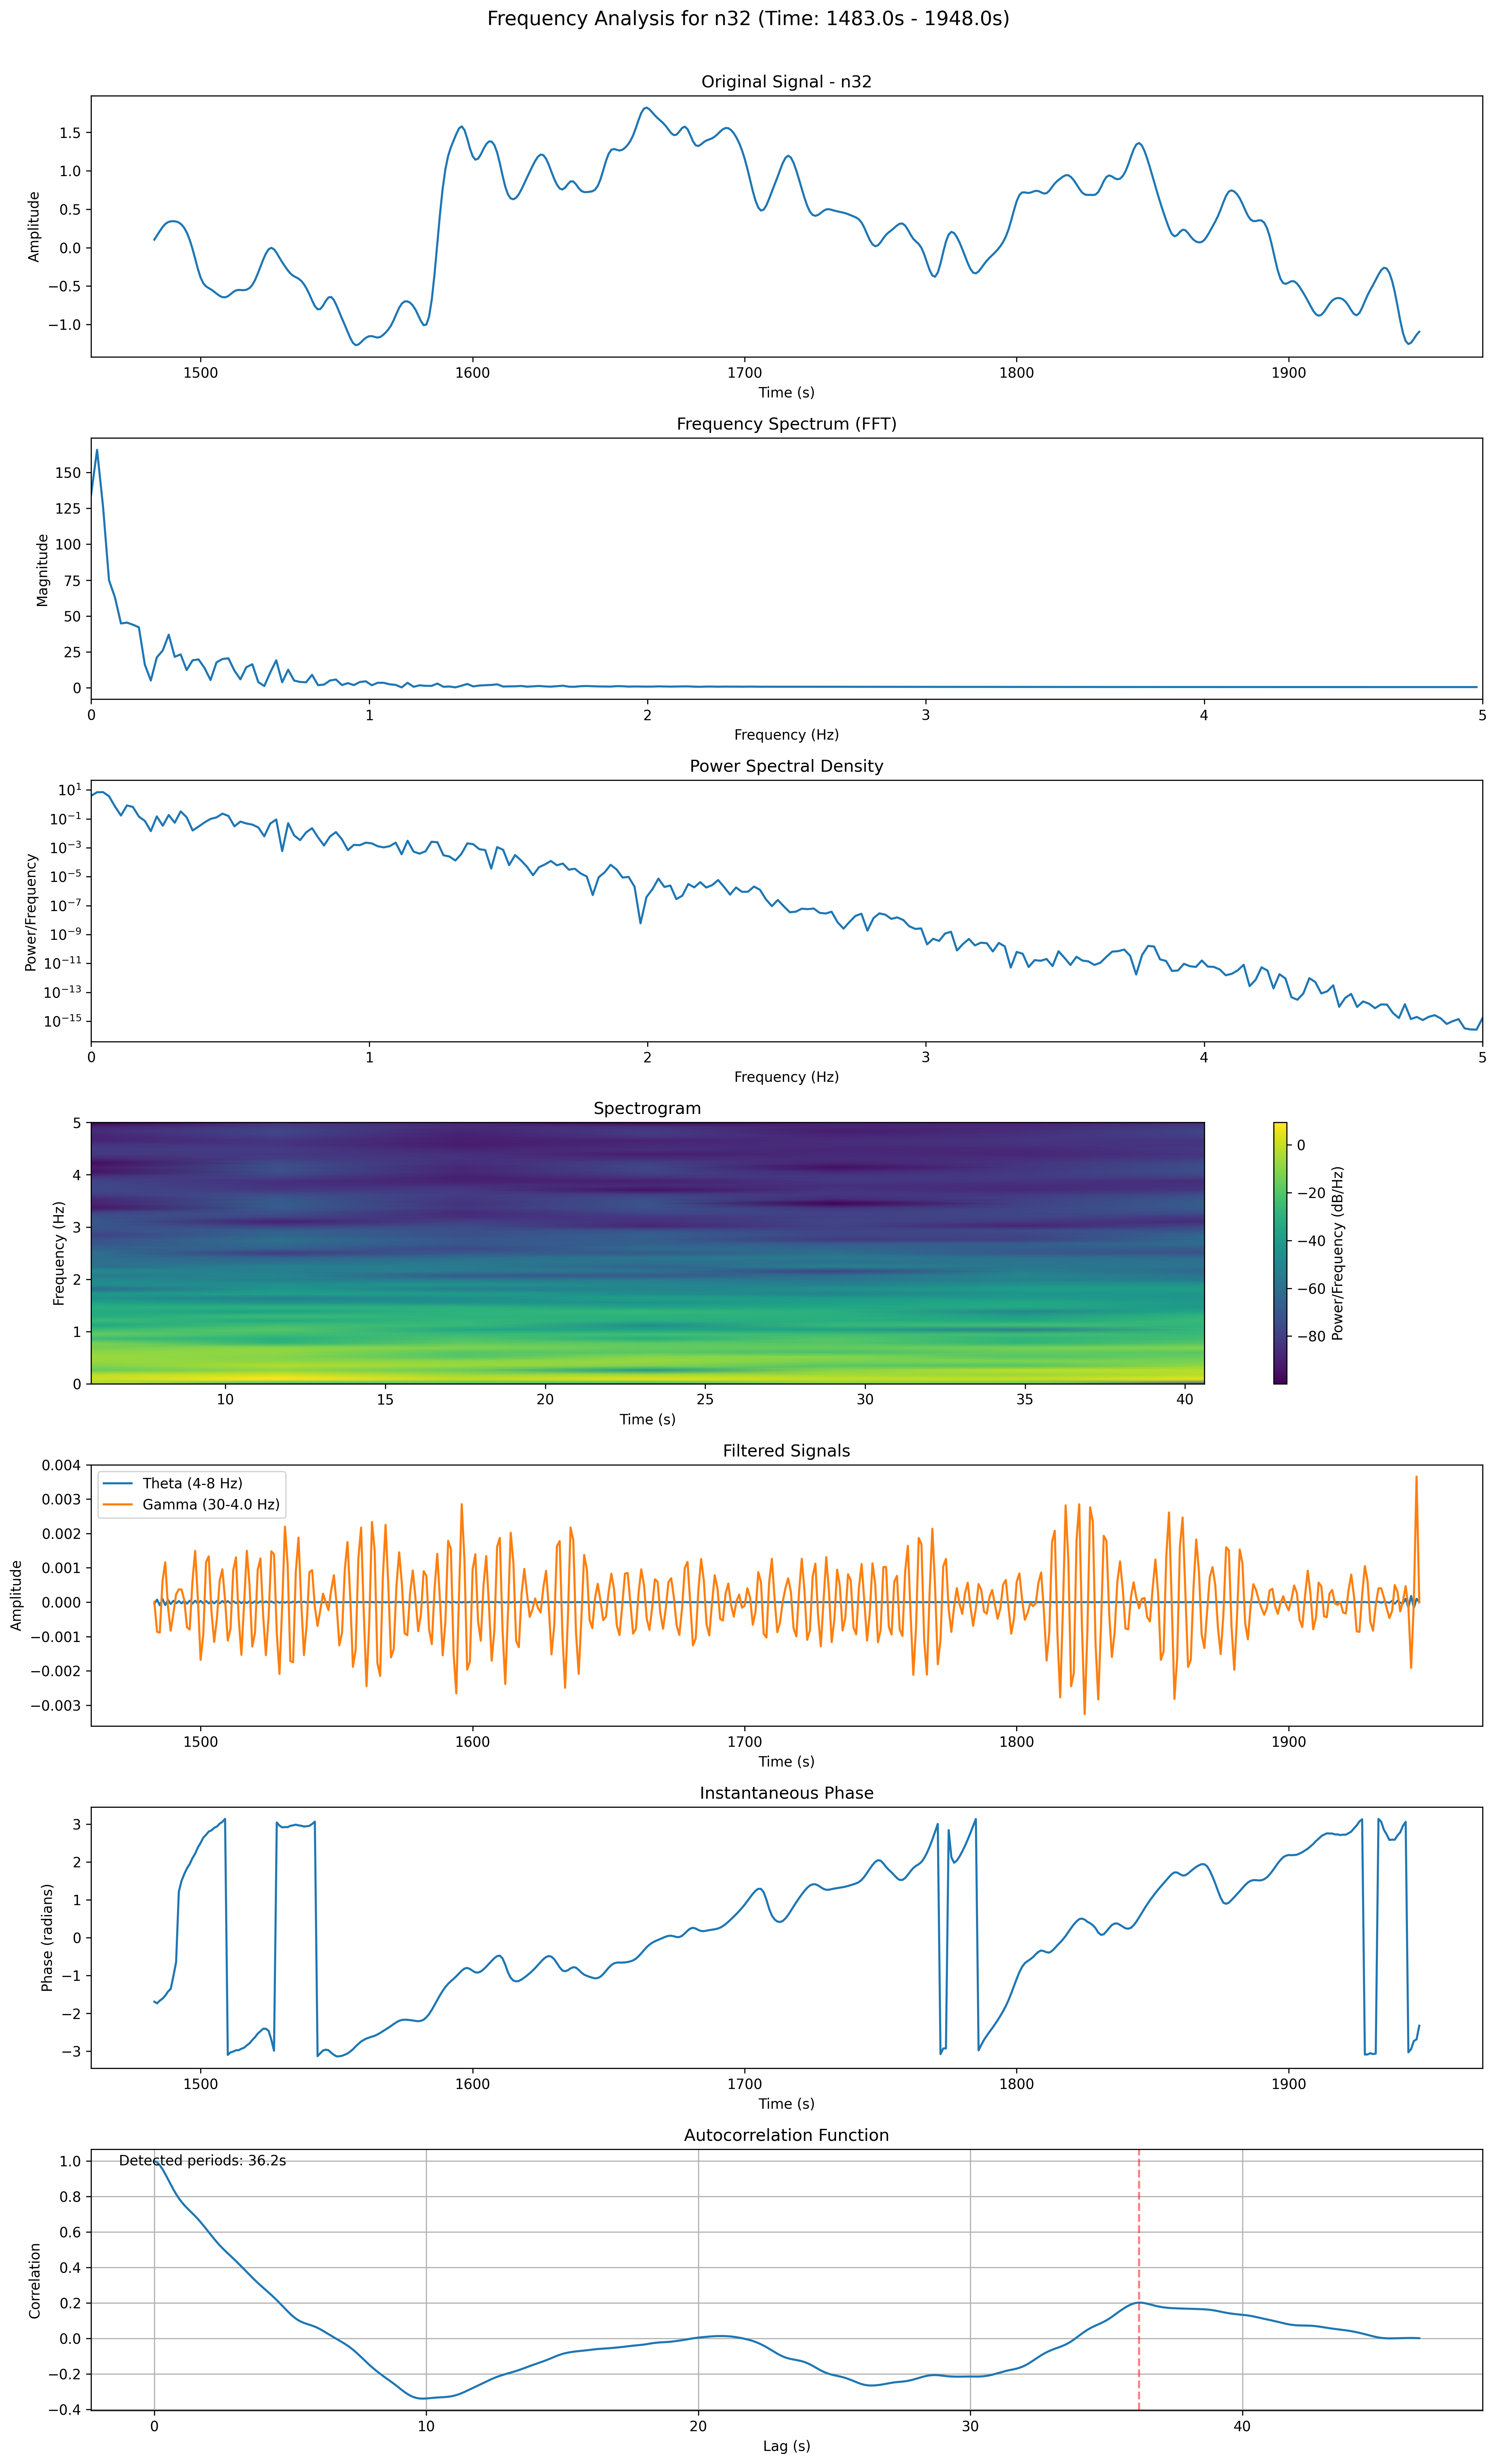 Frequency Analysis for n32 (Time: 1483.0s - 1948.0s)
Original Signal - n32
1.5
1.0
0.5
0.0
−0.5
−1.0
Amplitude
1500 1600 1700 1800 1900
Time (s)
Frequency Spectrum (FFT)
150
125
100
75
50
25
0
Magnitude
0 1 2 3 4 5
Frequency (Hz)
Power Spectral Density
10^1
10^−1
10^−3
10^−5
10^−7
10^−9
10^−11
10^−13
10^−15
Power/Frequency
0 1 2 3 4 5
Frequency (Hz)
Spectrogram
5
4
3
2
1
0
Frequency (Hz)
10 15 20 25 30 35 40
Time (s)
0
−20
−40
−60
−80
Power/Frequency (dB/Hz)
Filtered Signals
0.004
0.003
0.002
0.001
0.000
−0.001
−0.002
−0.003
Amplitude
Theta (4-8 Hz)
Gamma (30-4.0 Hz)
1500 1600 1700 1800 1900
Time (s)
Instantaneous Phase
3
2
1
0
−1
−2
−3
Phase (radians)
1500 1600 1700 1800 1900
Time (s)
Autocorrelation Function
Detected periods: 36.2s
1.0
0.8
0.6
0.4
0.2
0.0
−0.2
−0.4
Correlation
0 10 20 30 40
Lag (s)